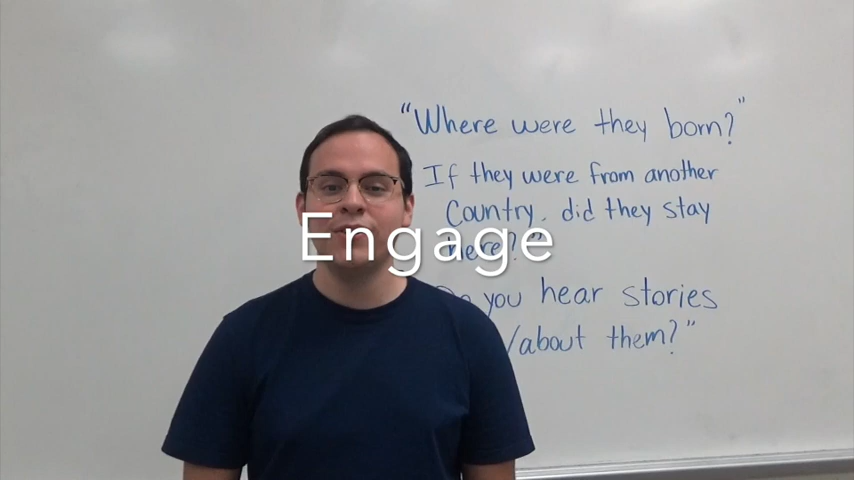 "Where were they born?"
If they were from another
Country, did they stay
here?"
Engage
you hear stories
/about them?"